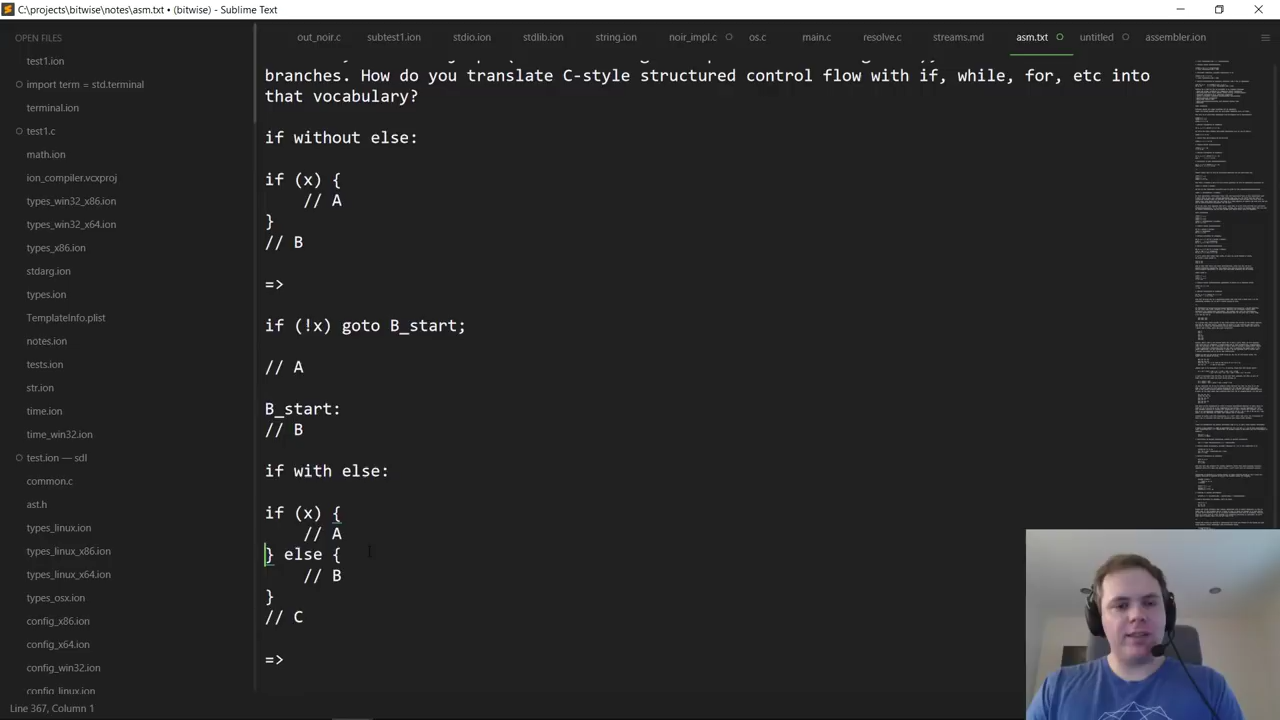 C:\projects\bitwise\notes\asm.txt • (bitwise) - Sublime Text
OPEN FILES
out_noir.c subtest1.ion stdio.ion stdlib.ion string.ion noir_impl.c os.c main.c resolve.c streams.md asm.txt untitled assembler.ion
test1.ion
import term = std.terminal
terminal.ion
test1.c
math.ion
ion_compiler.vcxproj
types_win32_x86.ion
types_win32_x64.ion
types_x86.ion
stdarg.ion
types.ion
TemplateInfo.plist
notes.ion
tests.ion
str.ion
time.ion
time_win32.ion
test.ion — sdl
common.c
ast.h
types_linux.ion
types_linux_x86.ion
types_linux_x64.ion
types_osx.ion
config_x86.ion
config_x64.ion
config_win32.ion
config_linux.ion
branches. How do you translate C-style structured control flow with if, while, for, etc into
that vocabulary?
if without else:
if (x) {
// A
}
// B
=>
if (!x) goto B_start;
// A
B_start:
// B
if with else:
if (x) {
// A
} else {
// B
}
// C
=>
Line 367, Column 1